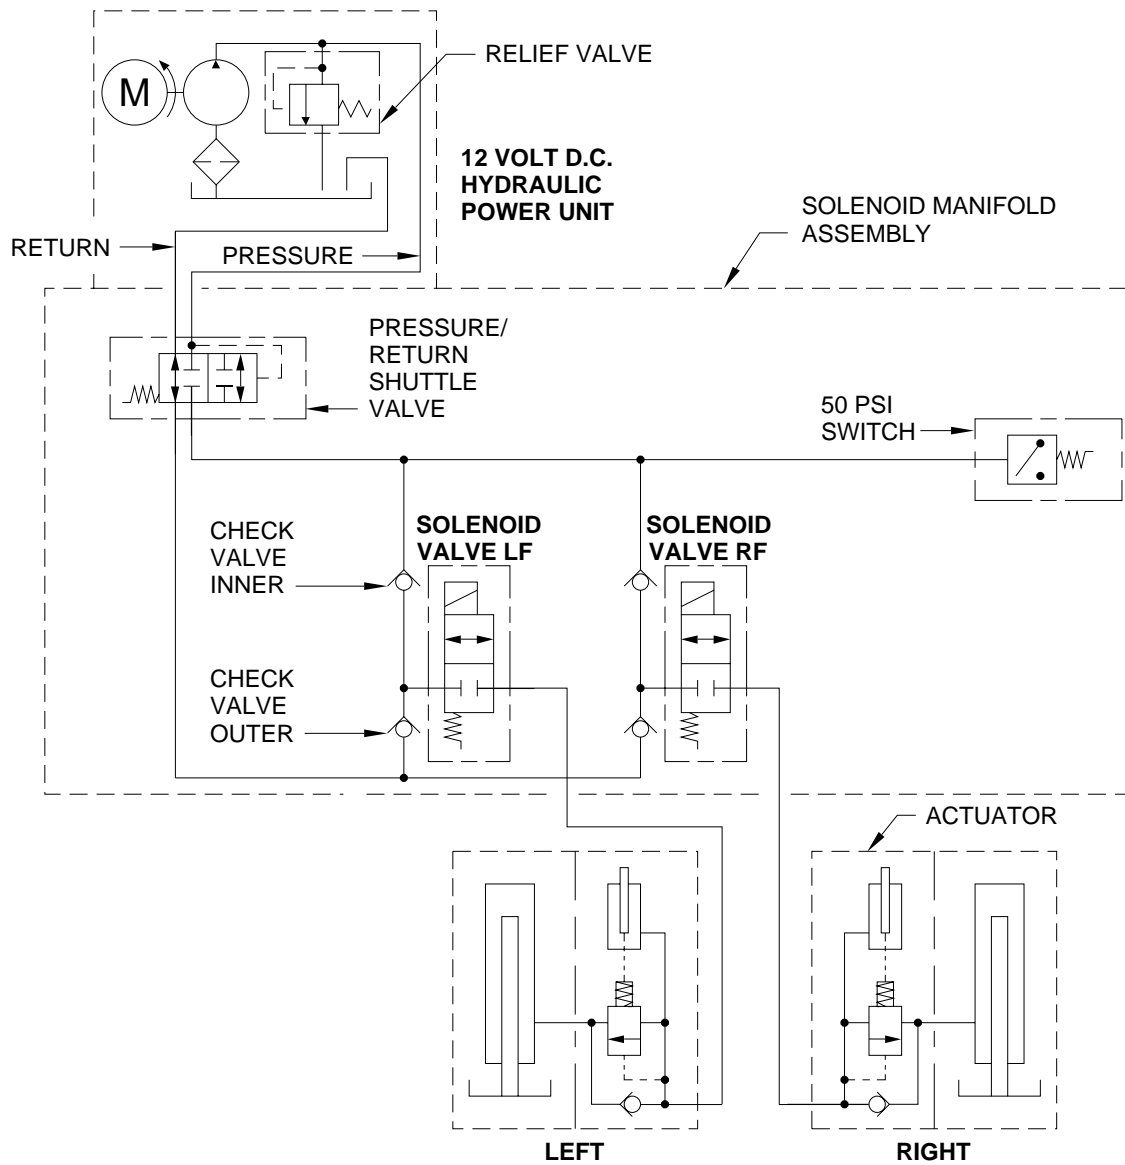 RELIEF VALVE
M
12 VOLT D.C.
HYDRAULIC
POWER UNIT
SOLENOID MANIFOLD
ASSEMBLY
RETURN
PRESSURE
PRESSURE/
RETURN
SHUTTLE
VALVE
50 PSI
SWITCH
CHECK
VALVE
INNER
SOLENOID
VALVE LF
SOLENOID
VALVE RF
CHECK
VALVE
OUTER
ACTUATOR
LEFT
RIGHT